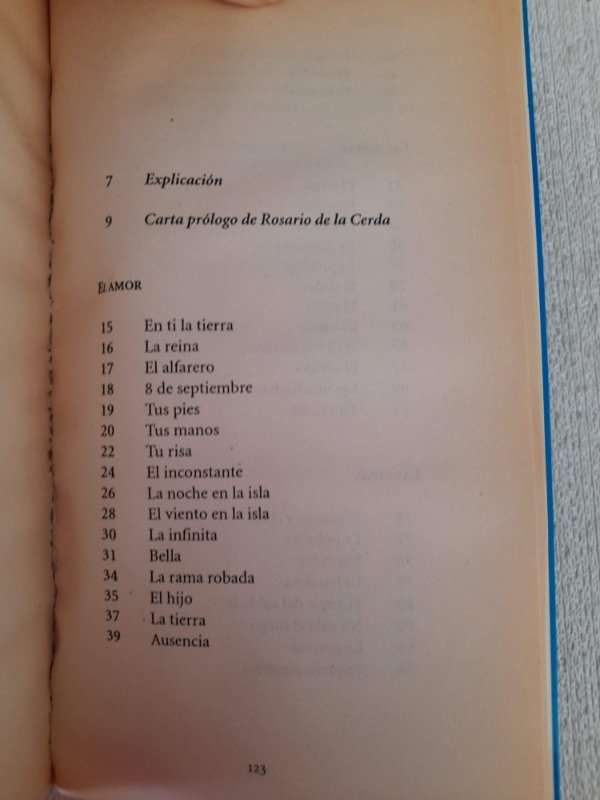 7 Explicación
9 Carta prólogo de Rosario de la Cerda
El AMOR
15 En ti la tierra
16 La reina
17 El alfarero
18 8 de septiembre
19 Tus pies
20 Tus manos
22 Tu risa
24 El inconstante
26 La noche en la isla
28 El viento en la isla
30 La infinita
31 Bella
34 La rama robada
35 El hijo
37 La tierra
39 Ausencia
123